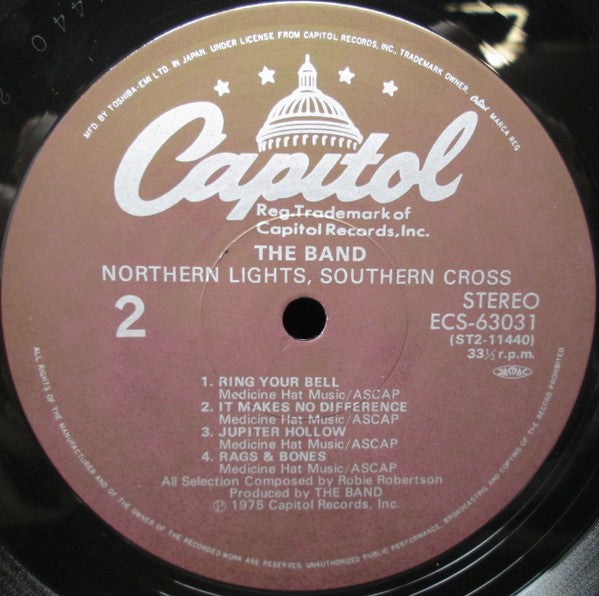 MFD. BY TOSHIBA-EMI LTD. IN JAPAN. UNDER LICENSE FROM CAPITOL RECORDS, INC., TRADEMARK OWNER. Capitol MARCA REG.
Capitol
Reg. Trademark of
Capitol Records, Inc.
THE BAND
NORTHERN LIGHTS, SOUTHERN CROSS
2
STEREO
ECS-63031
(ST2-11440)
33⅓ r.p.m.
JASRAC
1. RING YOUR BELL
Medicine Hat Music/ASCAP
2. IT MAKES NO DIFFERENCE
Medicine Hat Music/ASCAP
3. JUPITER HOLLOW
Medicine Hat Music/ASCAP
4. RAGS & BONES
Medicine Hat Music/ASCAP
All Selection Composed by Robie Robertson
Produced by THE BAND
Ⓟ 1975 Capitol Records, Inc.
ALL RIGHTS OF THE MANUFACTURER AND OF THE OWNER OF THE RECORDED WORK ARE RESERVED. UNAUTHORIZED PUBLIC PERFORMANCE, BROADCASTING AND COPYING OF THE RECORD PROHIBITED.